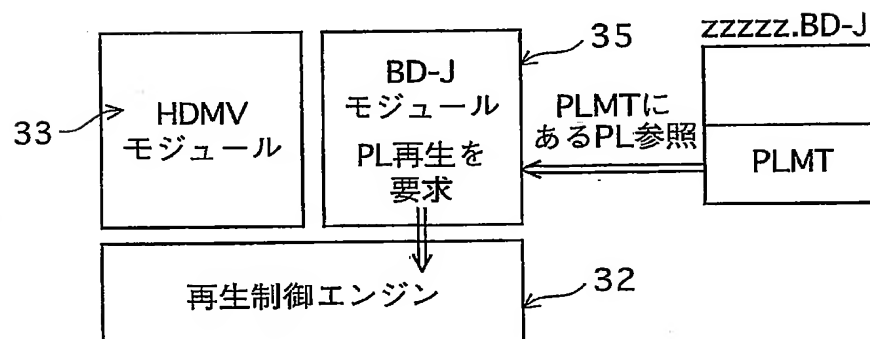 33
HDMV
モジュール
BD-J
モジュール
PL再生を
要求
35
PLMTに
あるPL参照
zzzzz.BD-J
PLMT
再生制御エンジン
32